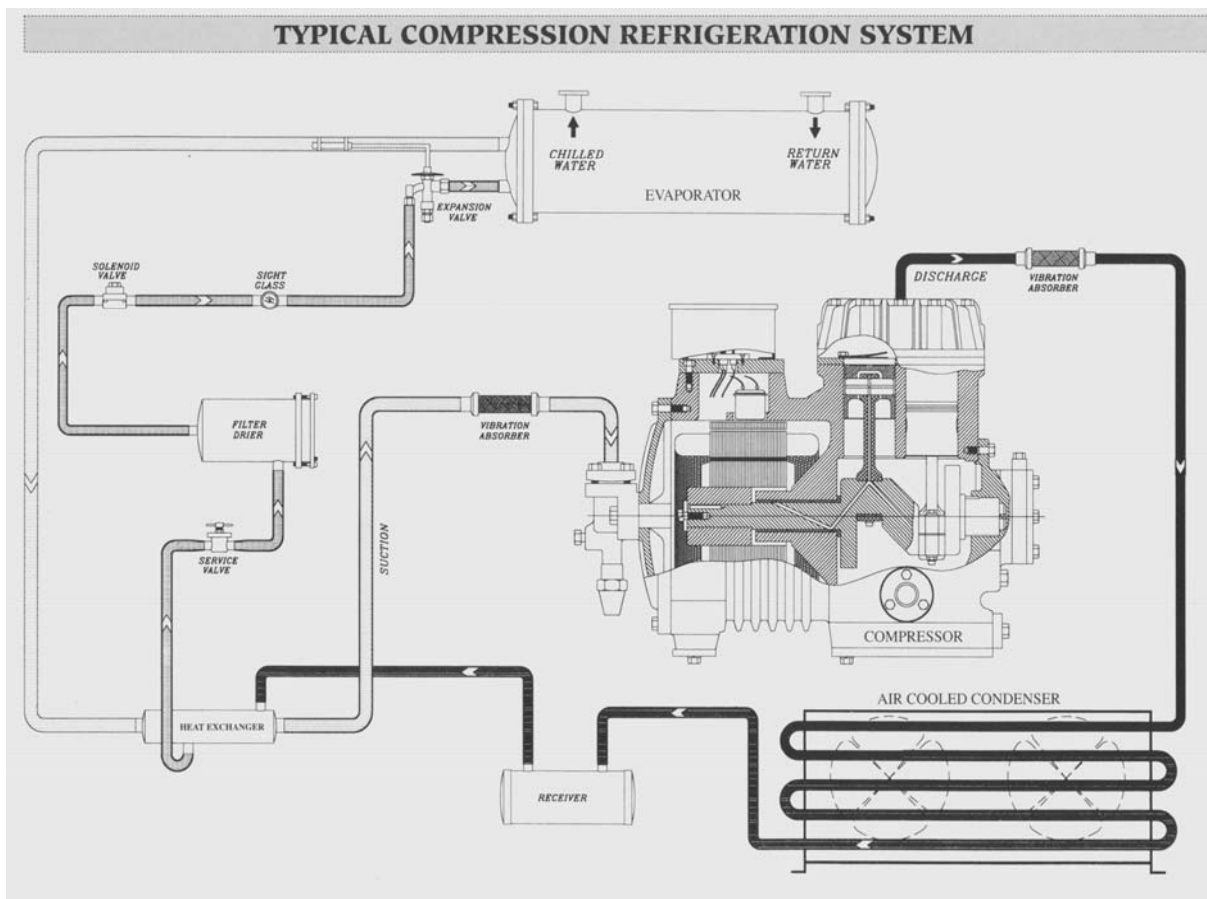 TYPICAL COMPRESSION REFRIGERATION SYSTEM
CHILLED
WATER
RETURN
WATER
EVAPORATOR
EXPANSION
VALVE
SOLENOID
VALVE
SIGHT
GLASS
DISCHARGE
VIBRATION
ABSORBER
FILTER
DRIER
VIBRATION
ABSORBER
SERVICE
VALVE
SUCTION
COMPRESSOR
HEAT EXCHANGER
AIR COOLED CONDENSER
RECEIVER